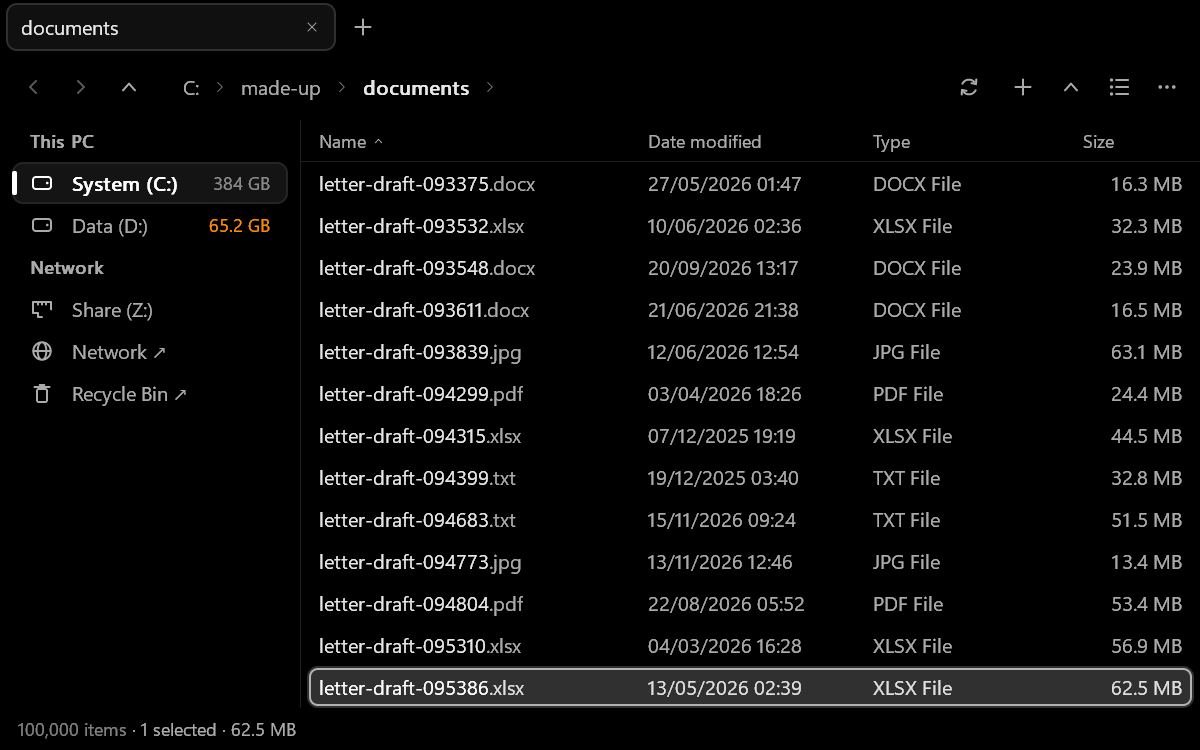 documents
C: made-up documents
This PC
System (C:) 384 GB
Data (D:) 65.2 GB
Network
Share (Z:)
Network ↗
Recycle Bin ↗
Name Date modified Type Size
letter-draft-093375.docx 27/05/2026 01:47 DOCX File 16.3 MB
letter-draft-093532.xlsx 10/06/2026 02:36 XLSX File 32.3 MB
letter-draft-093548.docx 20/09/2026 13:17 DOCX File 23.9 MB
letter-draft-093611.docx 21/06/2026 21:38 DOCX File 16.5 MB
letter-draft-093839.jpg 12/06/2026 12:54 JPG File 63.1 MB
letter-draft-094299.pdf 03/04/2026 18:26 PDF File 24.4 MB
letter-draft-094315.xlsx 07/12/2025 19:19 XLSX File 44.5 MB
letter-draft-094399.txt 19/12/2025 03:40 TXT File 32.8 MB
letter-draft-094683.txt 15/11/2026 09:24 TXT File 51.5 MB
letter-draft-094773.jpg 13/11/2026 12:46 JPG File 13.4 MB
letter-draft-094804.pdf 22/08/2026 05:52 PDF File 53.4 MB
letter-draft-095310.xlsx 04/03/2026 16:28 XLSX File 56.9 MB
letter-draft-095386.xlsx 13/05/2026 02:39 XLSX File 62.5 MB
100,000 items · 1 selected · 62.5 MB